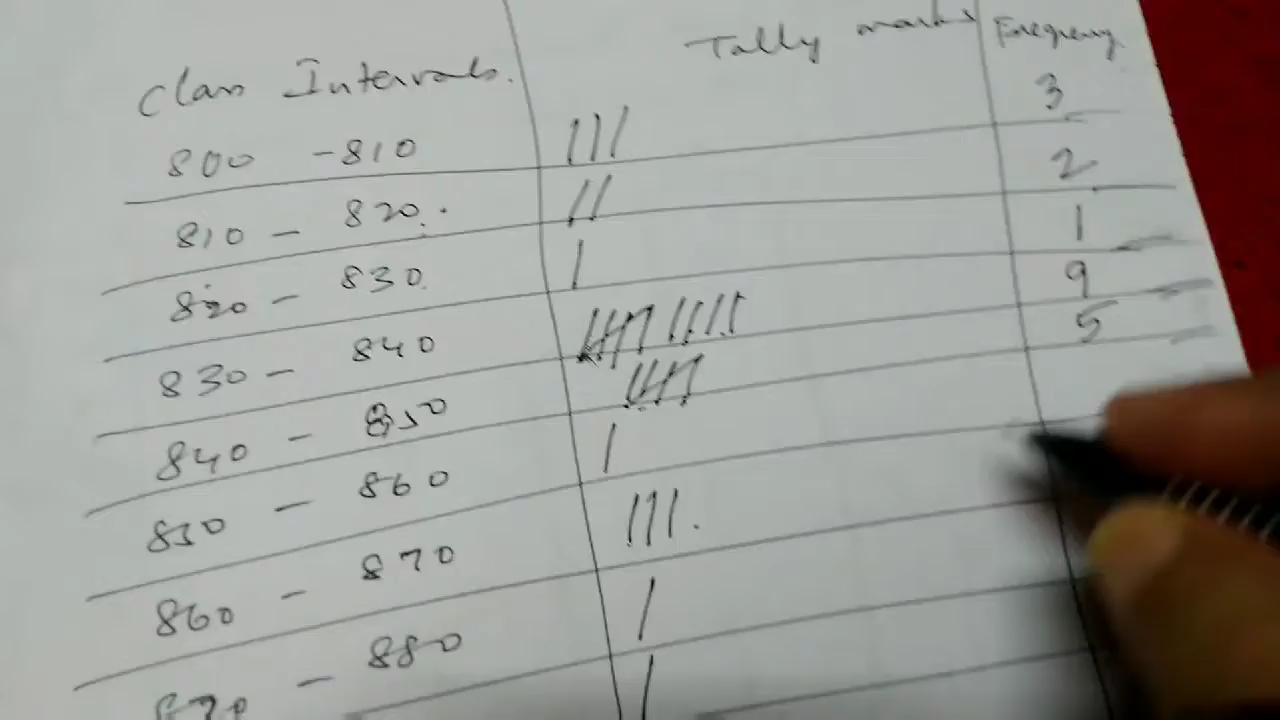 Class Intervals. Tally marks Frequency
800 - 810 ||| 3
810 - 820. || 2
820 - 830. | 1
830 - 840 |||| |||| 9
840 - 850 |||| 5
850 - 860 |
860 - 870 |||.
870 - 880 |